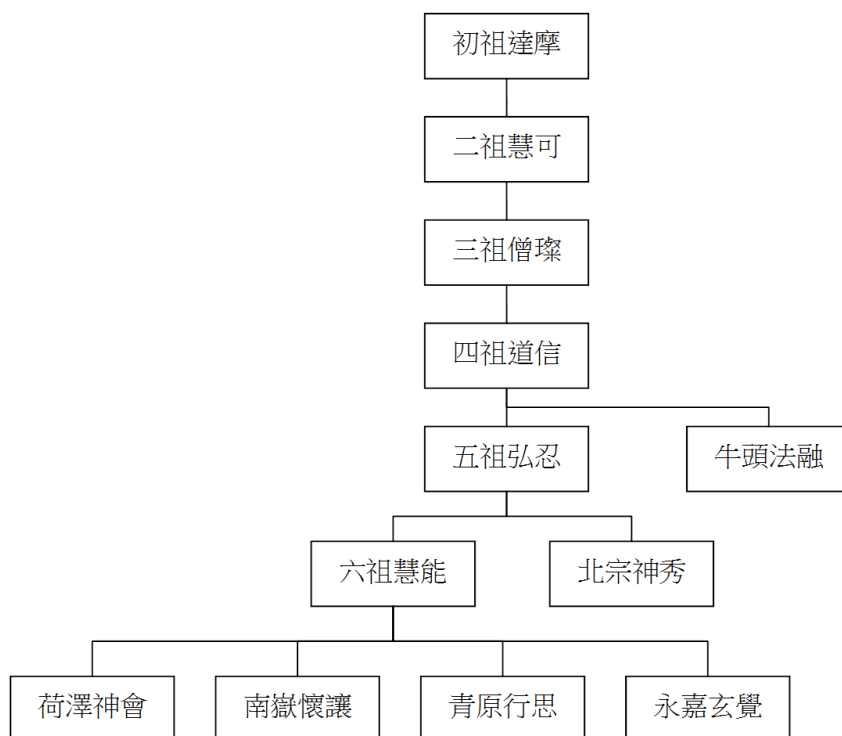 初祖達摩
二祖慧可
三祖僧璨
四祖道信
五祖弘忍
牛頭法融
六祖慧能
北宗神秀
荷澤神會
南嶽懷讓
青原行思
永嘉玄覺